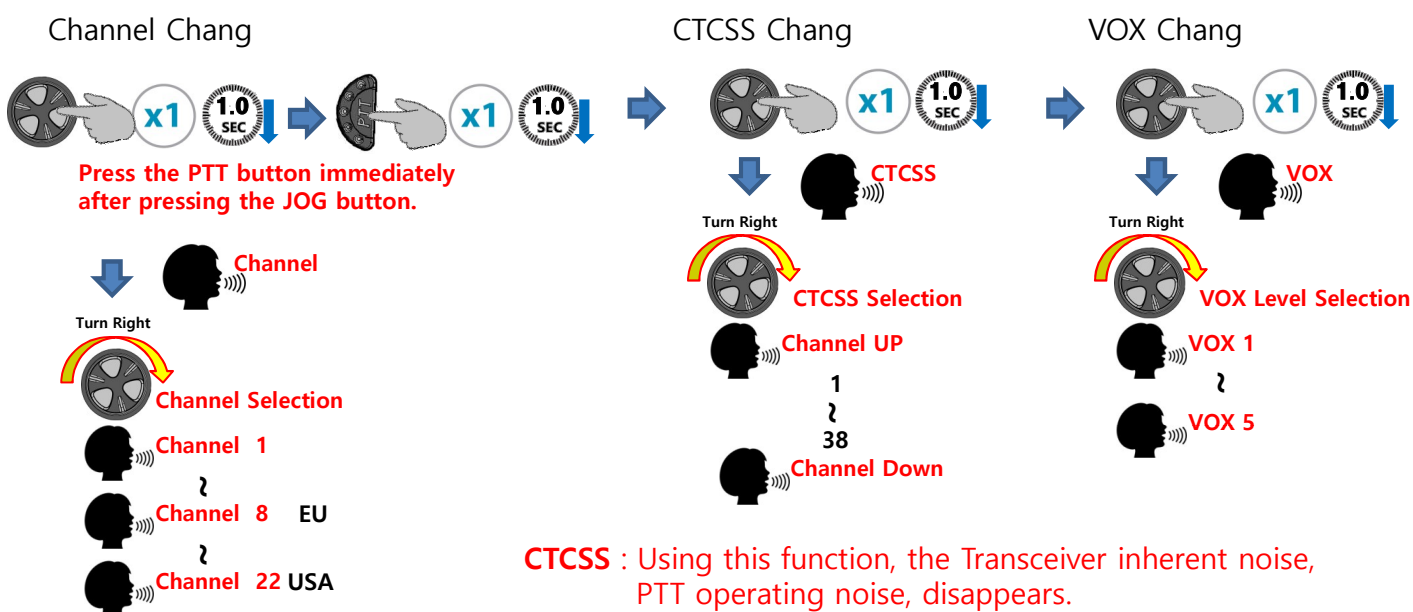 Channel Chang
x1
1.0
SEC
PTT
x1
1.0
SEC
Press the PTT button immediately
after pressing the JOG button.
Channel
Turn Right
Channel Selection
Channel 1
~
Channel 8 EU
~
Channel 22 USA
CTCSS Chang
x1
1.0
SEC
CTCSS
Turn Right
CTCSS Selection
Channel UP
1
~
38
Channel Down
VOX Chang
x1
1.0
SEC
VOX
Turn Right
VOX Level Selection
VOX 1
~
VOX 5
CTCSS : Using this function, the Transceiver inherent noise,
PTT operating noise, disappears.